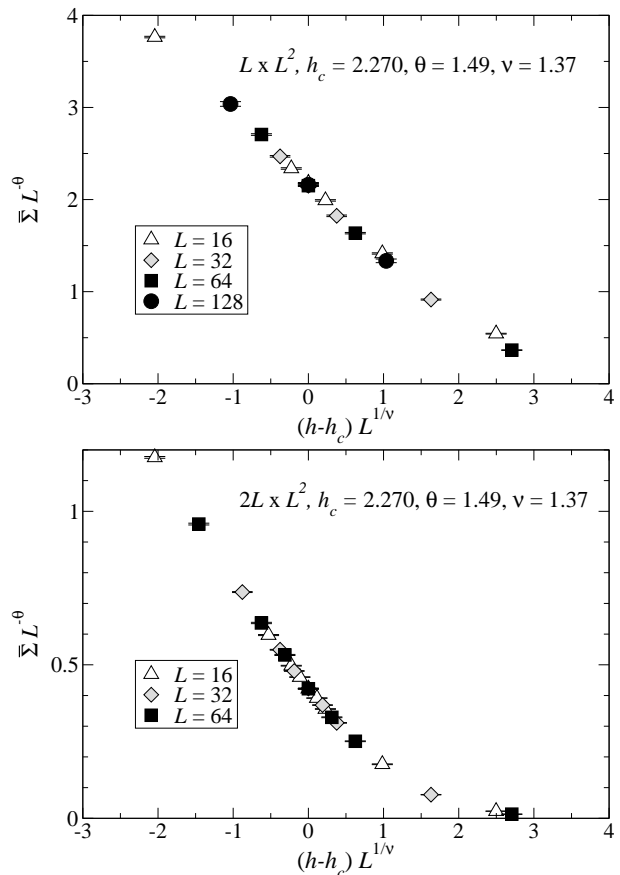 4
3
2
1
0
Σ̅ L^-θ
L x L², h_c = 2.270, θ = 1.49, ν = 1.37
L = 16
L = 32
L = 64
L = 128
-3 -2 -1 0 1 2 3 4
(h-h_c) L^1/ν
1
0.5
0
Σ̅ L^-θ
2L x L², h_c = 2.270, θ = 1.49, ν = 1.37
L = 16
L = 32
L = 64
-3 -2 -1 0 1 2 3 4
(h-h_c) L^1/ν